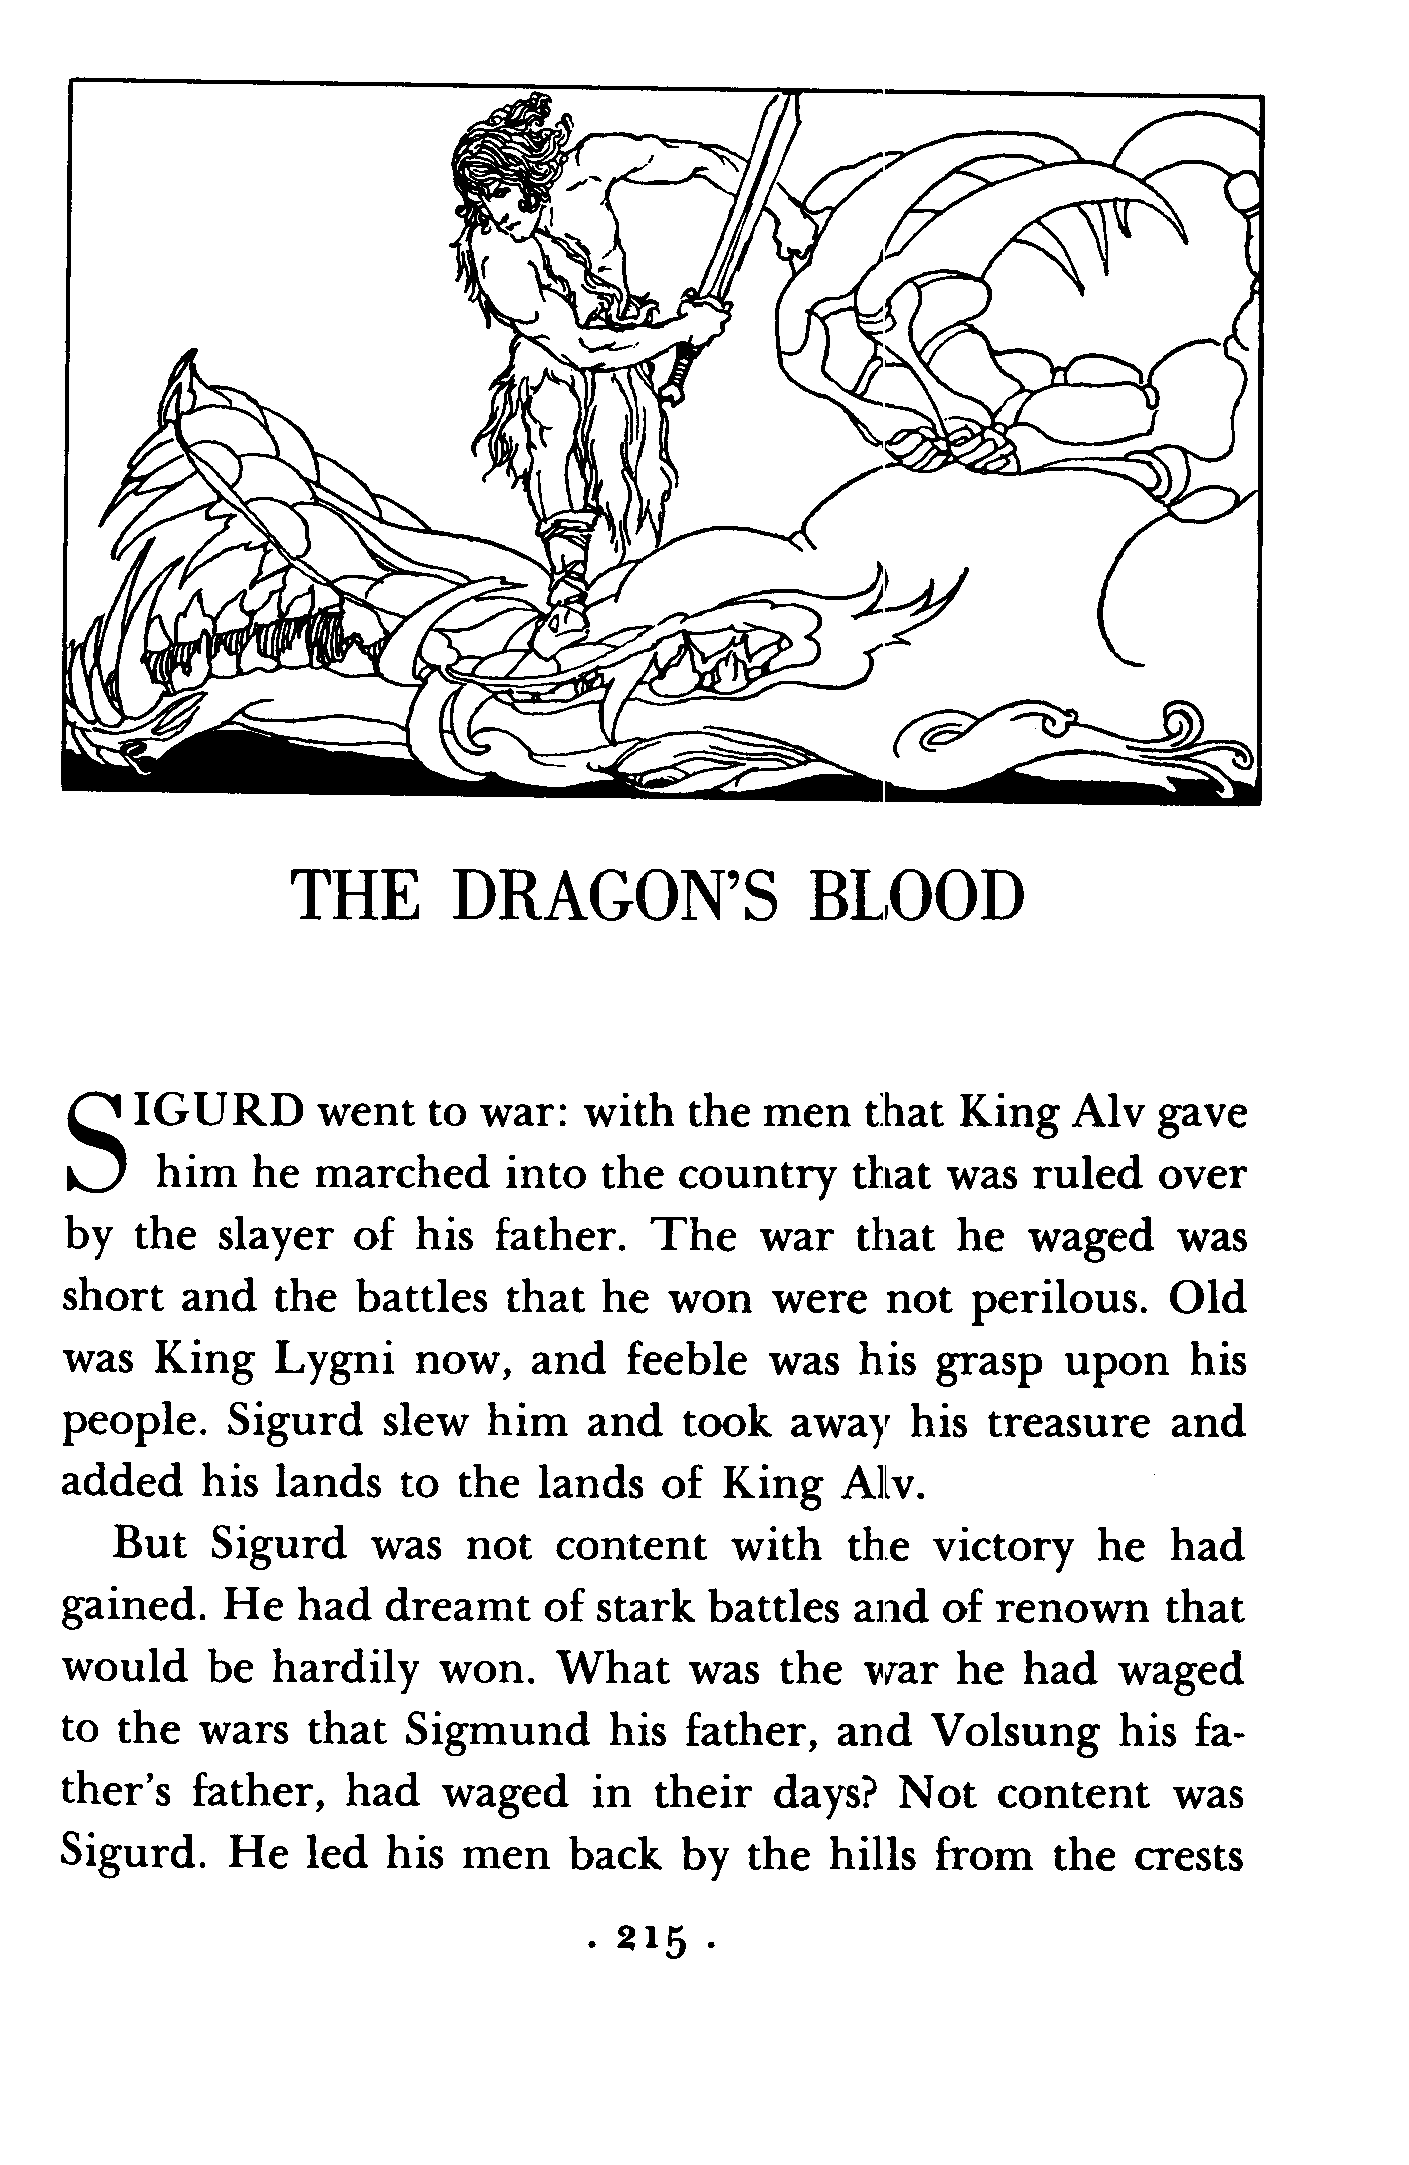 THE DRAGON'S BLOOD
SIGURD went to war: with the men that King Alv gave
him he marched into the country that was ruled over
by the slayer of his father. The war that he waged was
short and the battles that he won were not perilous. Old
was King Lygni now, and feeble was his grasp upon his
people. Sigurd slew him and took away his treasure and
added his lands to the lands of King Alv.
But Sigurd was not content with the victory he had
gained. He had dreamt of stark battles and of renown that
would be hardily won. What was the war he had waged
to the wars that Sigmund his father, and Volsung his fa-
ther's father, had waged in their days? Not content was
Sigurd. He led his men back by the hills from the crests
. 215 .